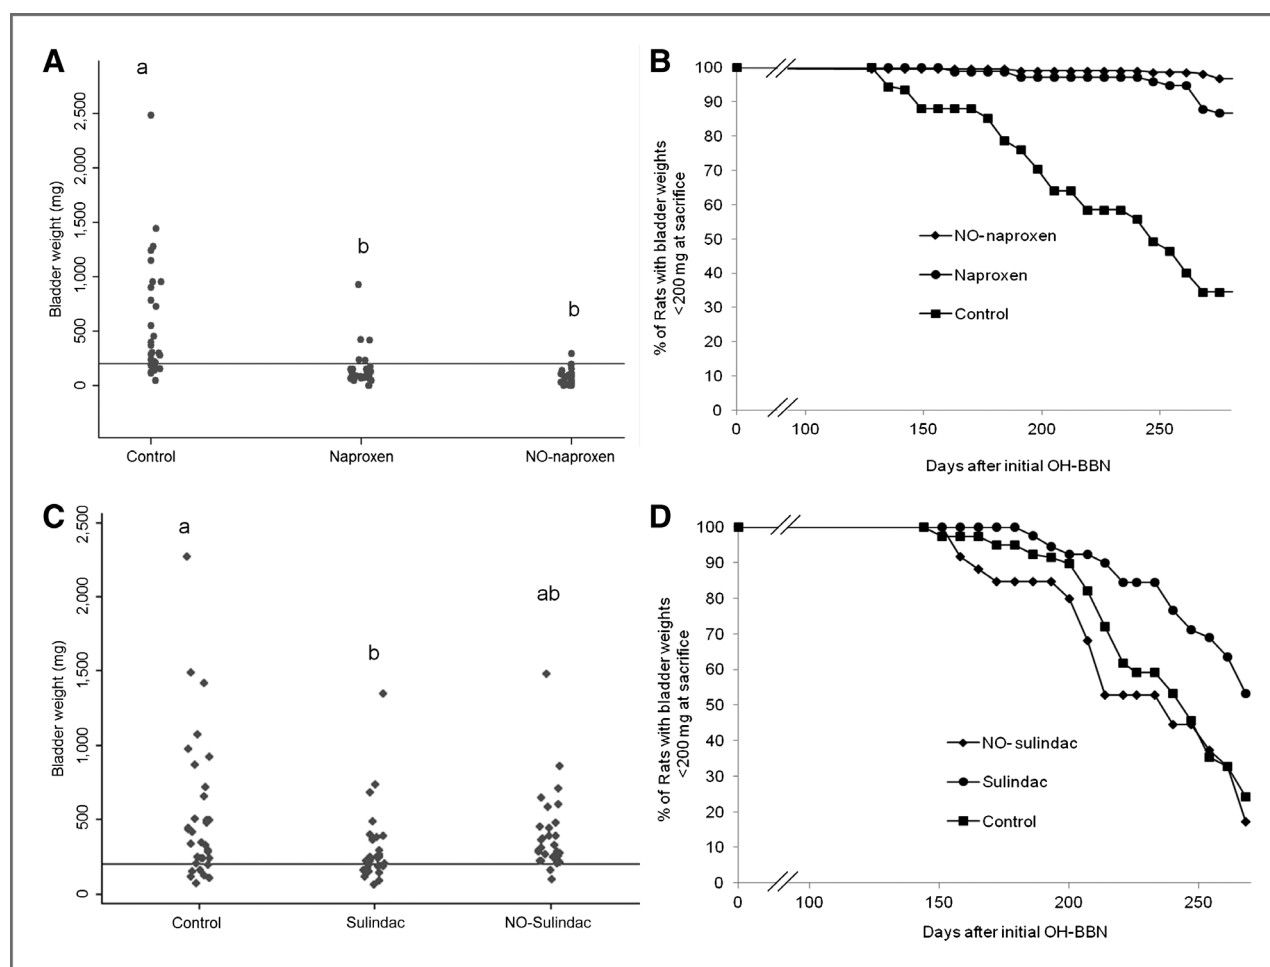 A
a
b
b
Bladder weight (mg)
2,500
2,000
1,500
1,000
500
0
Control Naproxen NO-naproxen
B
% of Rats with bladder weights
<200 mg at sacrifice
100
90
80
70
60
50
40
30
20
10
0
NO-naproxen
Naproxen
Control
0 100 150 200 250
Days after initial OH-BBN
C
a
b
ab
Bladder weight (mg)
2,500
2,000
1,500
1,000
500
0
Control Sulindac NO-Sulindac
D
% of Rats with bladder weights
<200 mg at sacrifice
100
90
80
70
60
50
40
30
20
10
0
NO- sulindac
Sulindac
Control
0 100 150 200 250
Days after initial OH-BBN